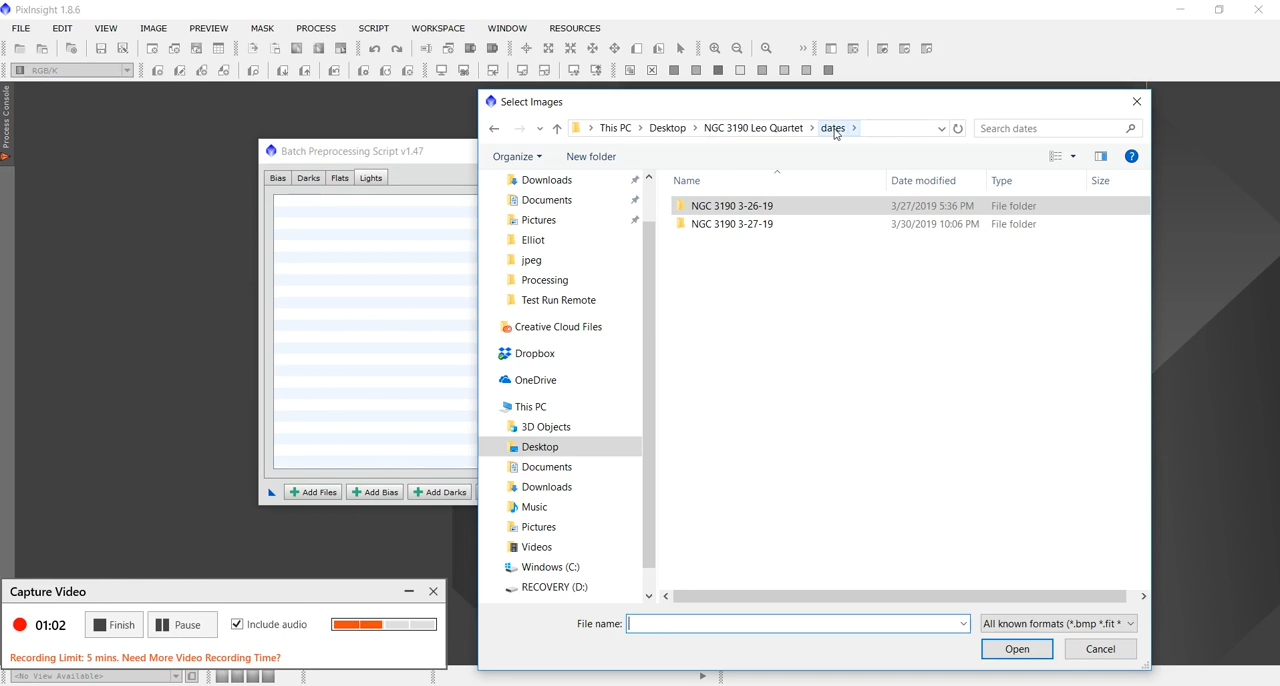 PixInsight 1.8.6
FILE EDIT VIEW IMAGE PREVIEW MASK PROCESS SCRIPT WORKSPACE WINDOW RESOURCES
RGB/K
Process Console
Select Images
This PC > Desktop > NGC 3190 Leo Quartet > dates >
Search dates
Batch Preprocessing Script v1.47
Organize
New folder
Bias Darks Flats Lights
Name Date modified Type Size
Downloads
Documents
Pictures
Elliot
jpeg
Processing
Test Run Remote
Creative Cloud Files
Dropbox
OneDrive
This PC
3D Objects
Desktop
Documents
Downloads
Music
Pictures
Videos
Windows (C:)
RECOVERY (D:)
NGC 3190 3-26-19 3/27/2019 5:36 PM File folder
NGC 3190 3-27-19 3/30/2019 10:06 PM File folder
Add Files Add Bias Add Darks
File name:
All known formats (*.bmp *.fit *
Open Cancel
Capture Video
01:02 Finish Pause Include audio
Recording Limit: 5 mins. Need More Video Recording Time?
<No View Available>